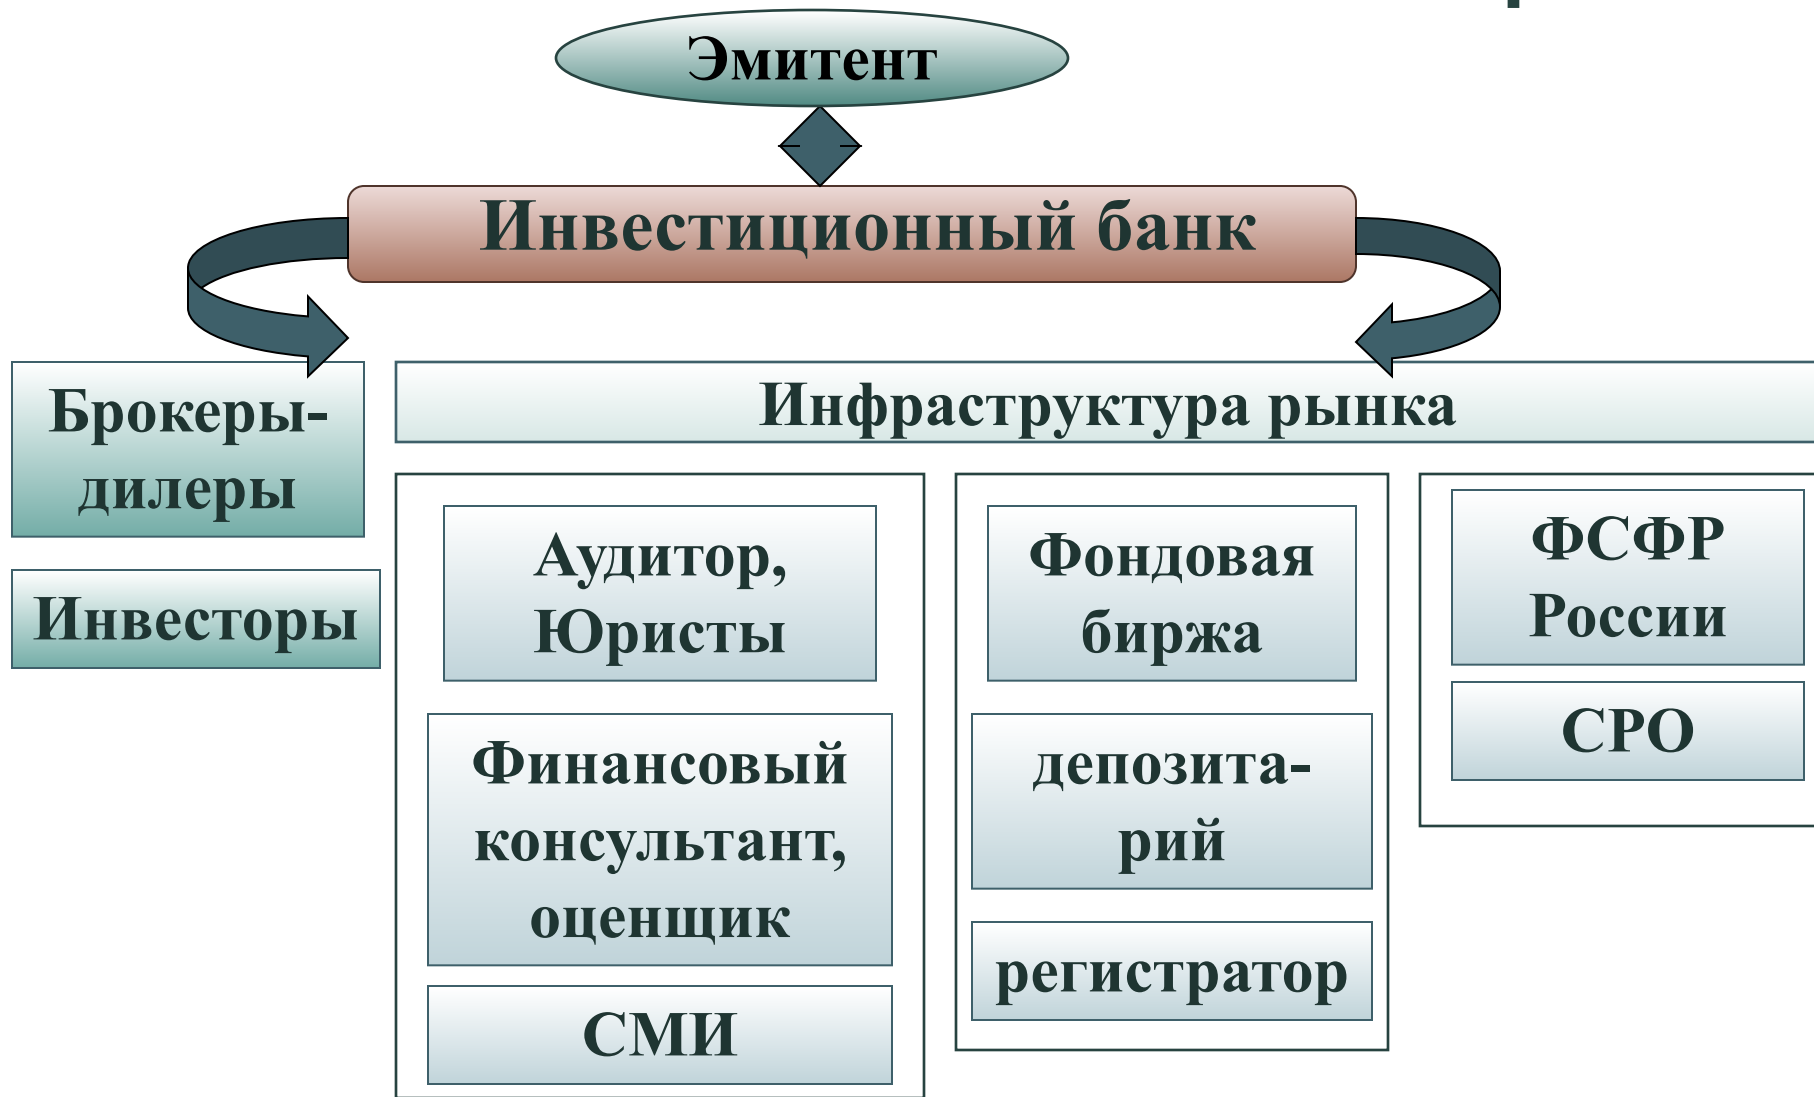 Эмитент
Инвестиционный банк
Брокеры-
дилеры
Инвесторы
Инфраструктура рынка
Аудитор,
Юристы
Финансовый
консультант,
оценщик
СМИ
Фондовая
биржа
депозита-
рий
регистратор
ФСФР
России
СРО